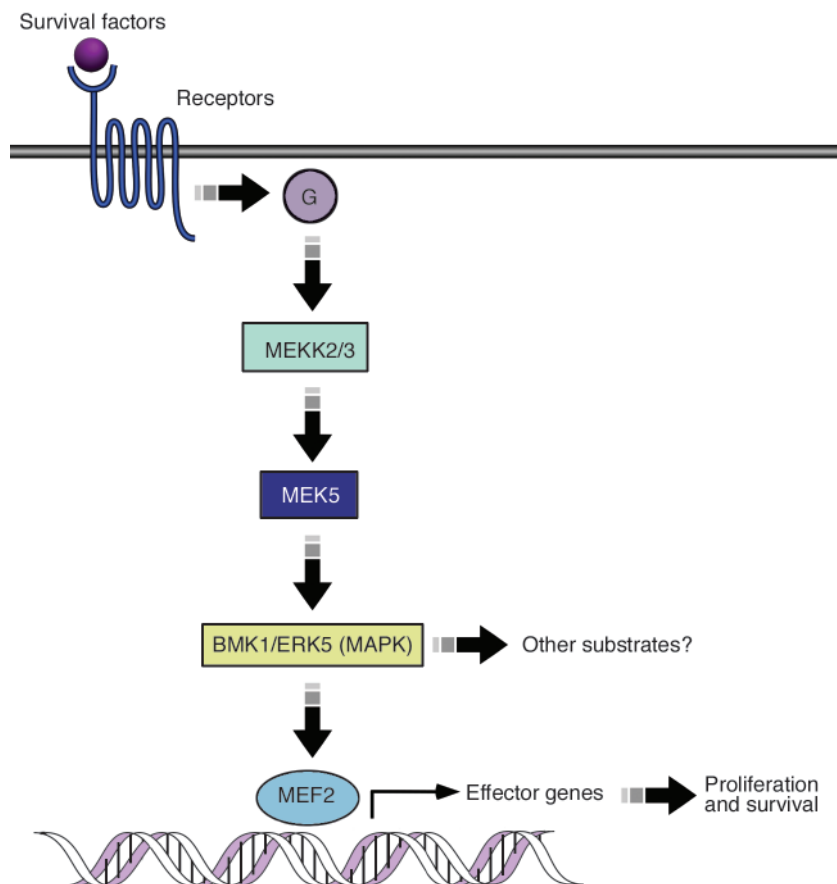 Survival factors
Receptors
G
MEKK2/3
MEK5
BMK1/ERK5 (MAPK)
Other substrates?
MEF2
Effector genes
Proliferation
and survival